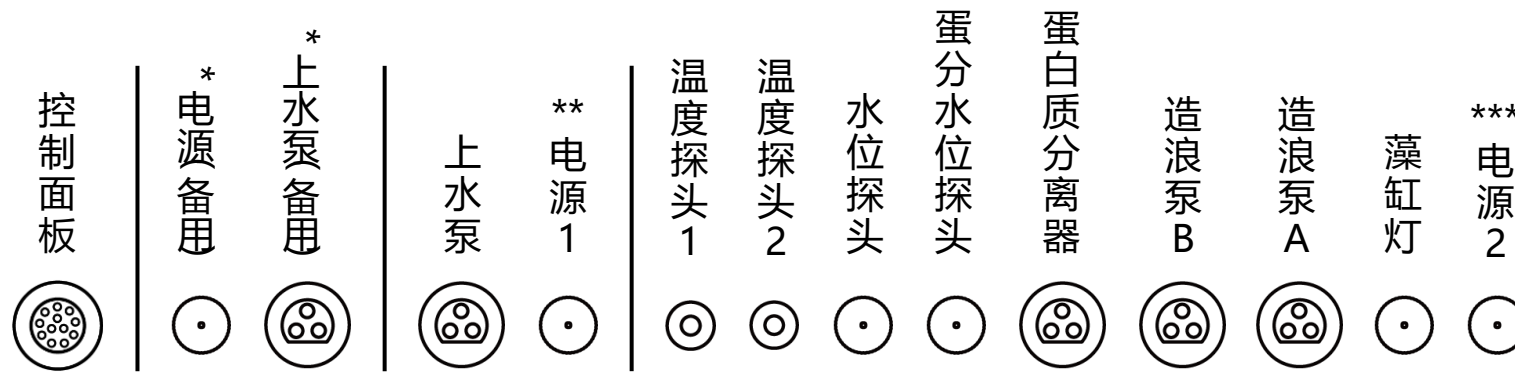 控制面板
*电源(备用)
*上水泵(备用)
上水泵
**电源1
温度探头1
温度探头2
水位探头
蛋分水位探头
蛋白质分离器
造浪泵B
造浪泵A
藻缸灯
***电源2